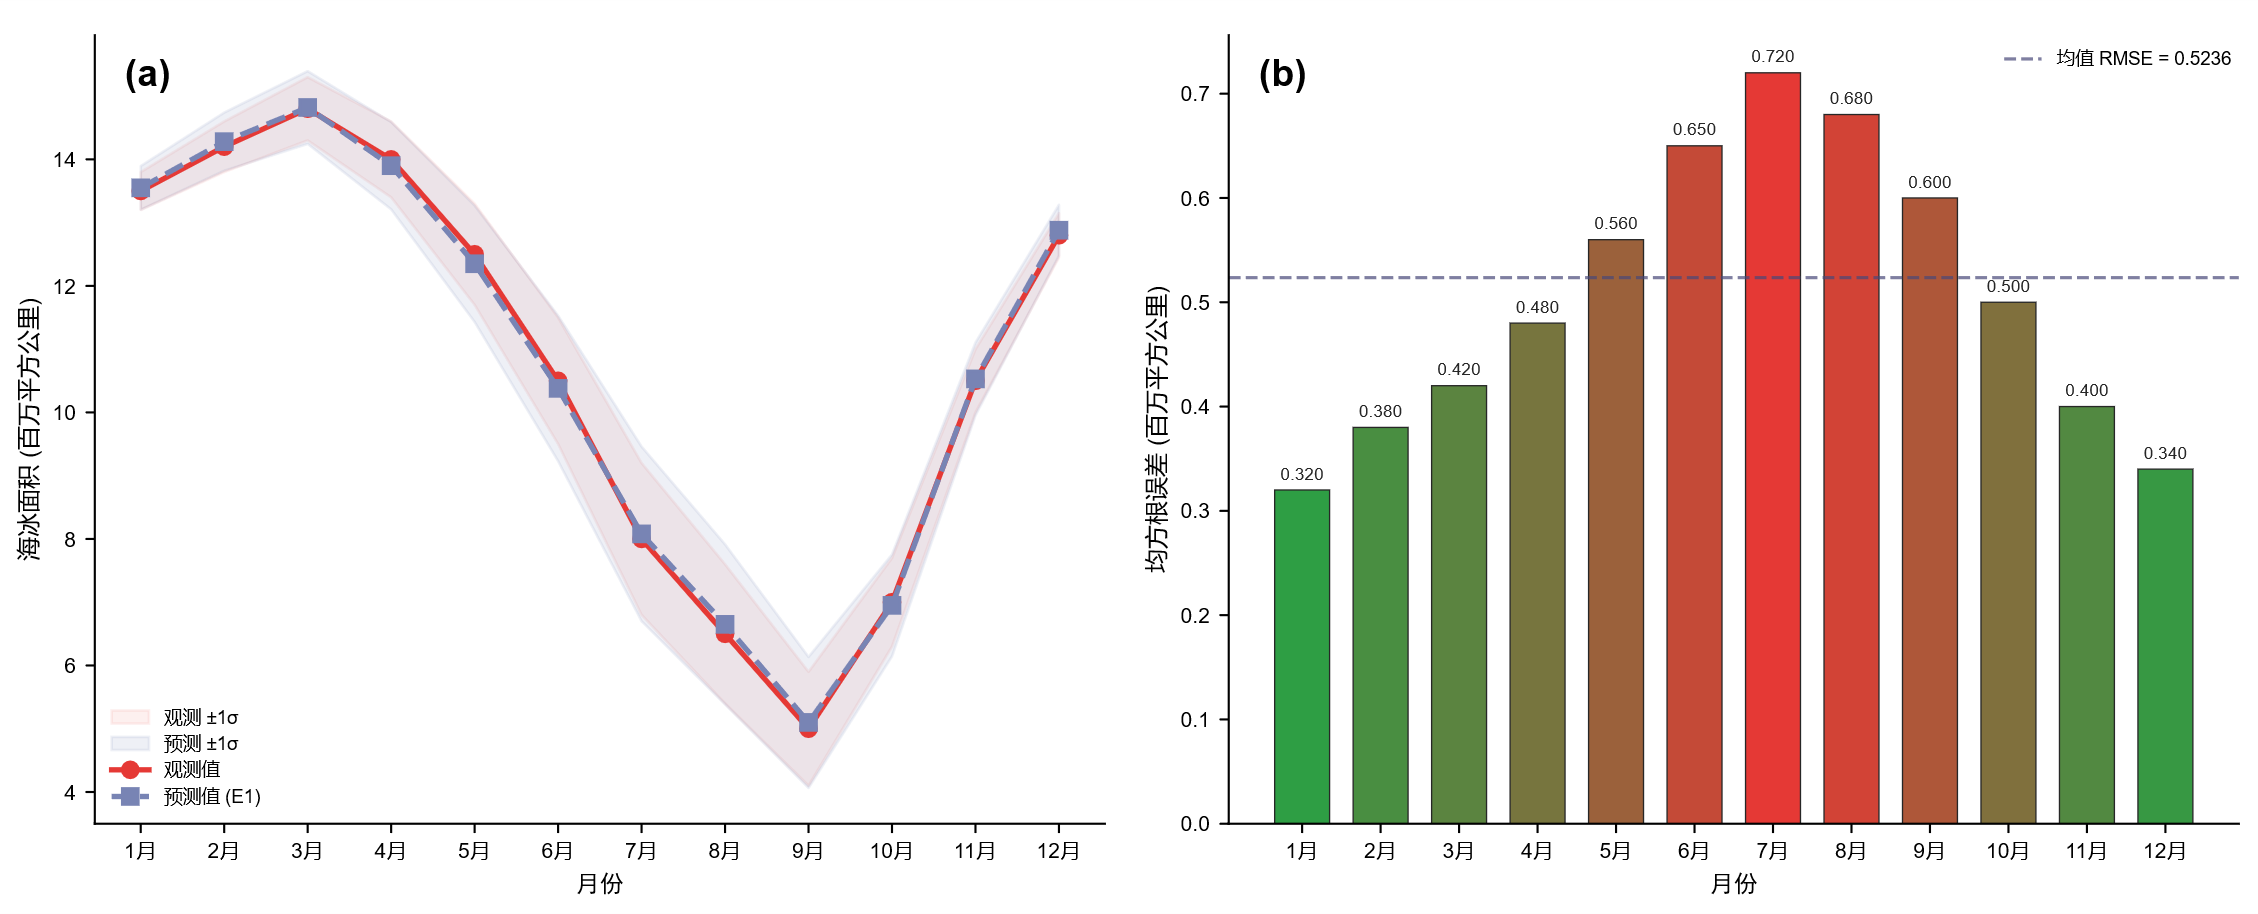 (a)
海冰面积 (百万平方公里)
14
12
10
8
6
4
观测 ±1σ
预测 ±1σ
观测值
预测值 (E1)
1月 2月 3月 4月 5月 6月 7月 8月 9月 10月 11月 12月
月份
(b)
均值 RMSE = 0.5236
均方根误差 (百万平方公里)
0.7
0.6
0.5
0.4
0.3
0.2
0.1
0.0
0.320
0.380
0.420
0.480
0.560
0.650
0.720
0.680
0.600
0.500
0.400
0.340
1月 2月 3月 4月 5月 6月 7月 8月 9月 10月 11月 12月
月份